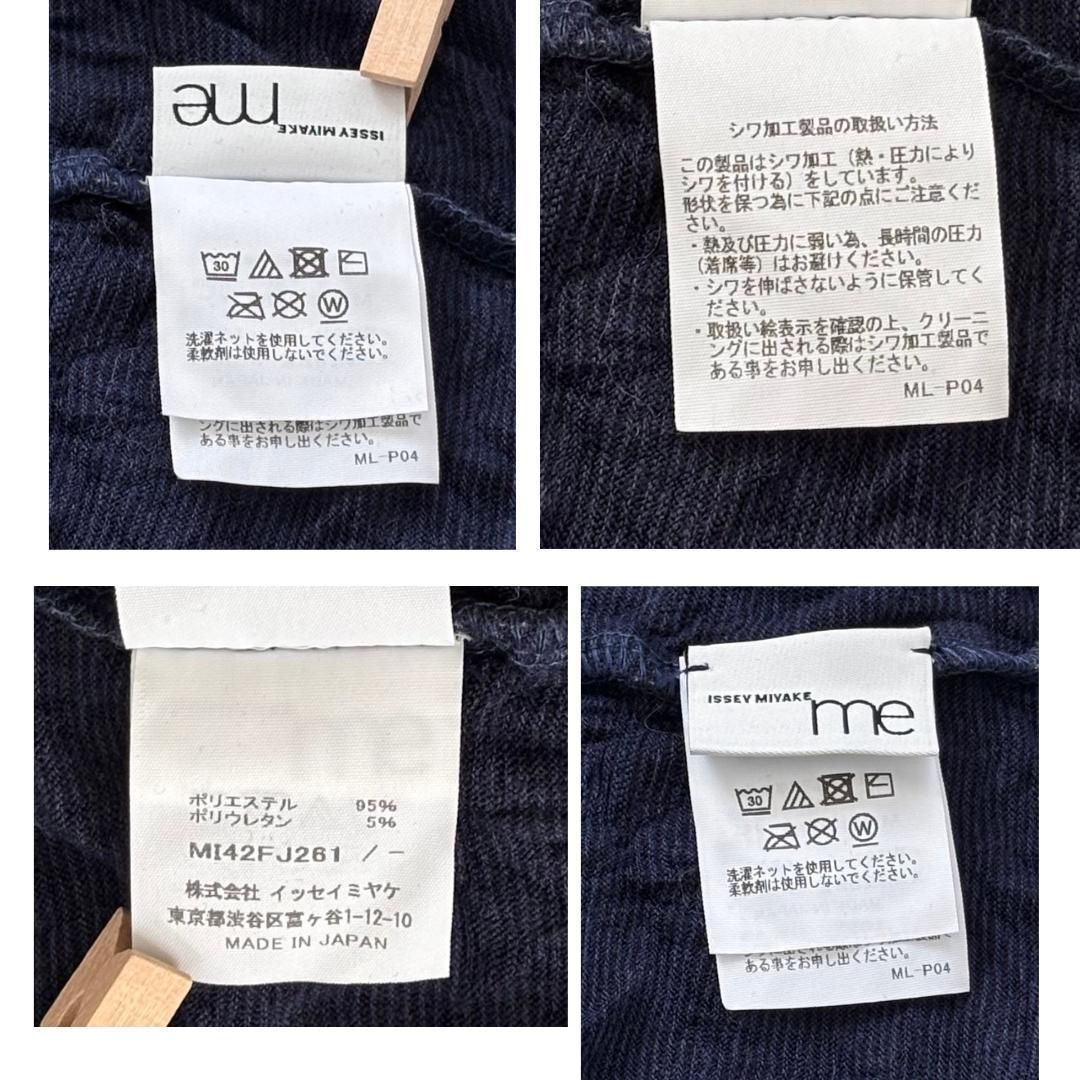 me
ISSEY MIYAKE
30
W
洗濯ネットを使用してください。
柔軟剤は使用しないでください。
ングに出される際はシワ加工製品で
ある事をお申し出ください。
ML-P04
シワ加工製品の取扱い方法
この製品はシワ加工（熱・圧力により
シワを付ける）をしています。
形状を保つ為に下記の点にご注意くだ
さい。
・熱及び圧力に弱い為、長時間の圧力
（着席等）はお避けください。
・シワを伸ばさないように保管してく
ださい。
・取扱い絵表示を確認の上、クリーニ
ングに出される際はシワ加工製品で
ある事をお申し出ください。
ML-P04
ポリエステル 95%
ポリウレタン 5%
MI42FJ261 / -
株式会社 イッセイミヤケ
東京都渋谷区富ヶ谷1-12-10
MADE IN JAPAN
ISSEY MIYAKE me
30
W
洗濯ネットを使用してください。
柔軟剤は使用しないでください。
ある事をお申し出ください。
ML-P04